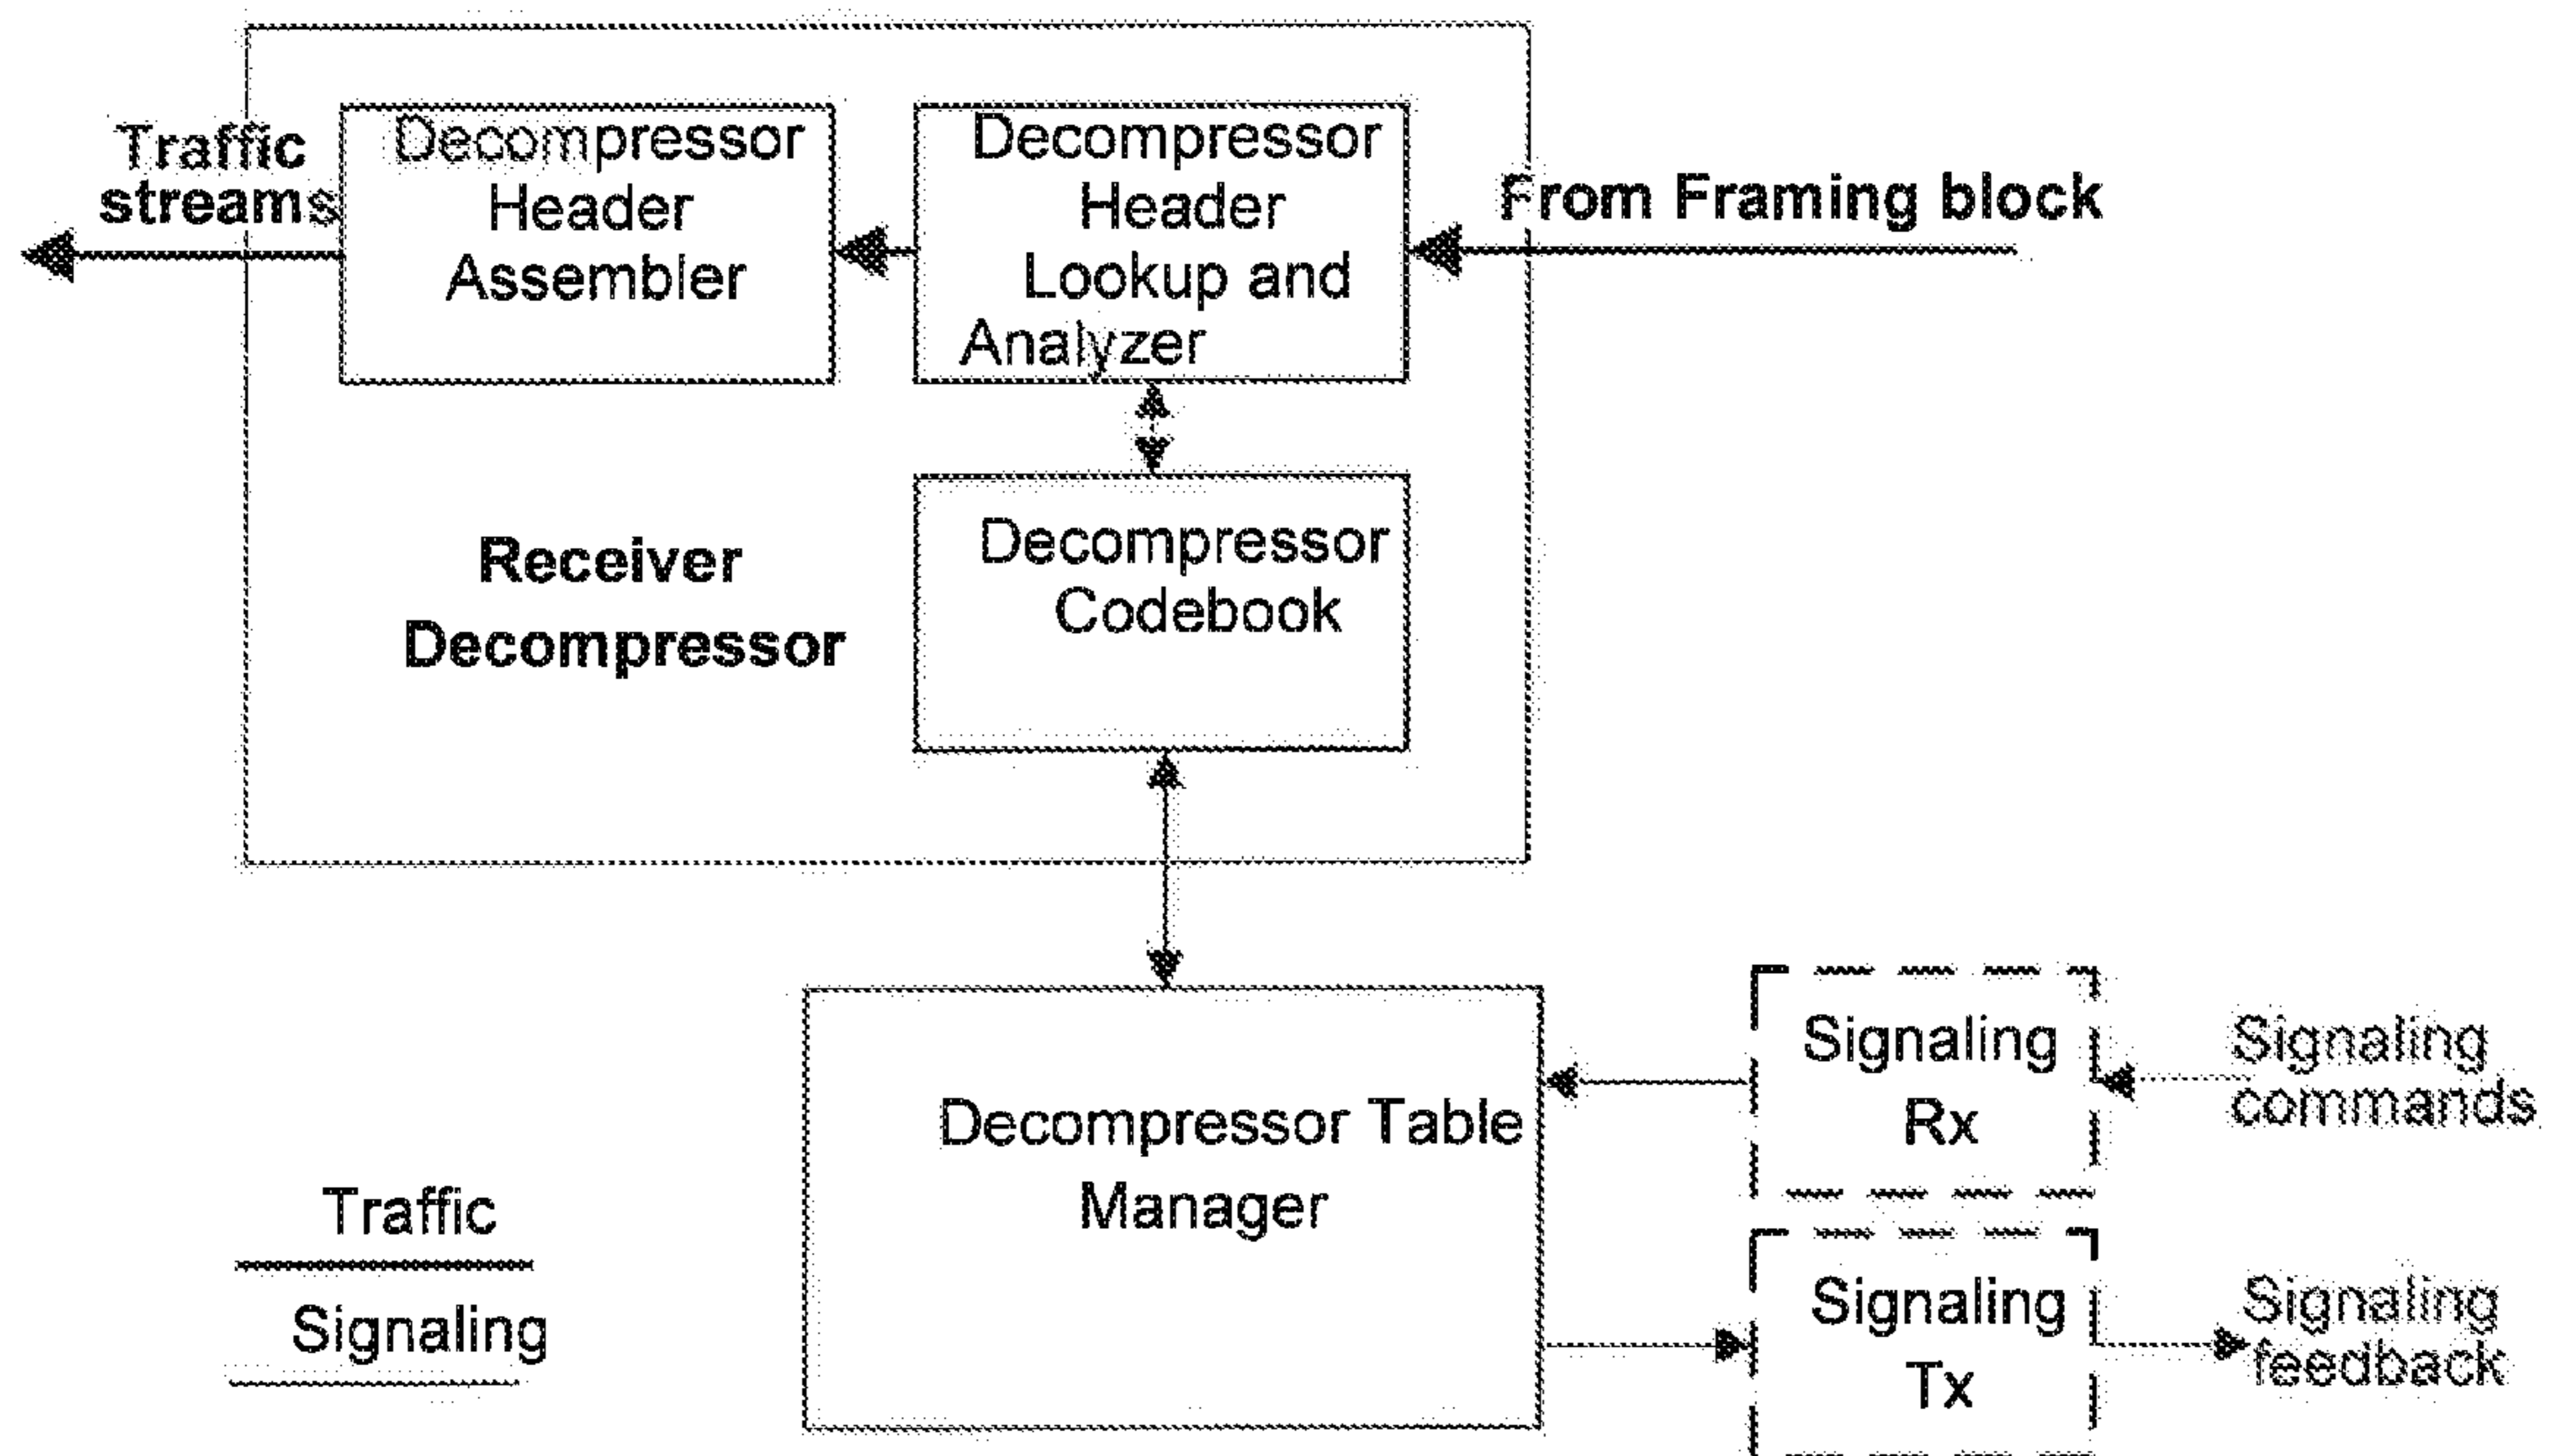 Traffic
streams
Decompressor
Header
Assembler
Decompressor
Header
Lookup and
Analyzer
From Framing block
Receiver
Decompressor
Decompressor
Codebook
Decompressor Table
Manager
Signaling
Rx
Signaling
commands
Signaling
Tx
Signaling
feedback
Traffic
Signaling